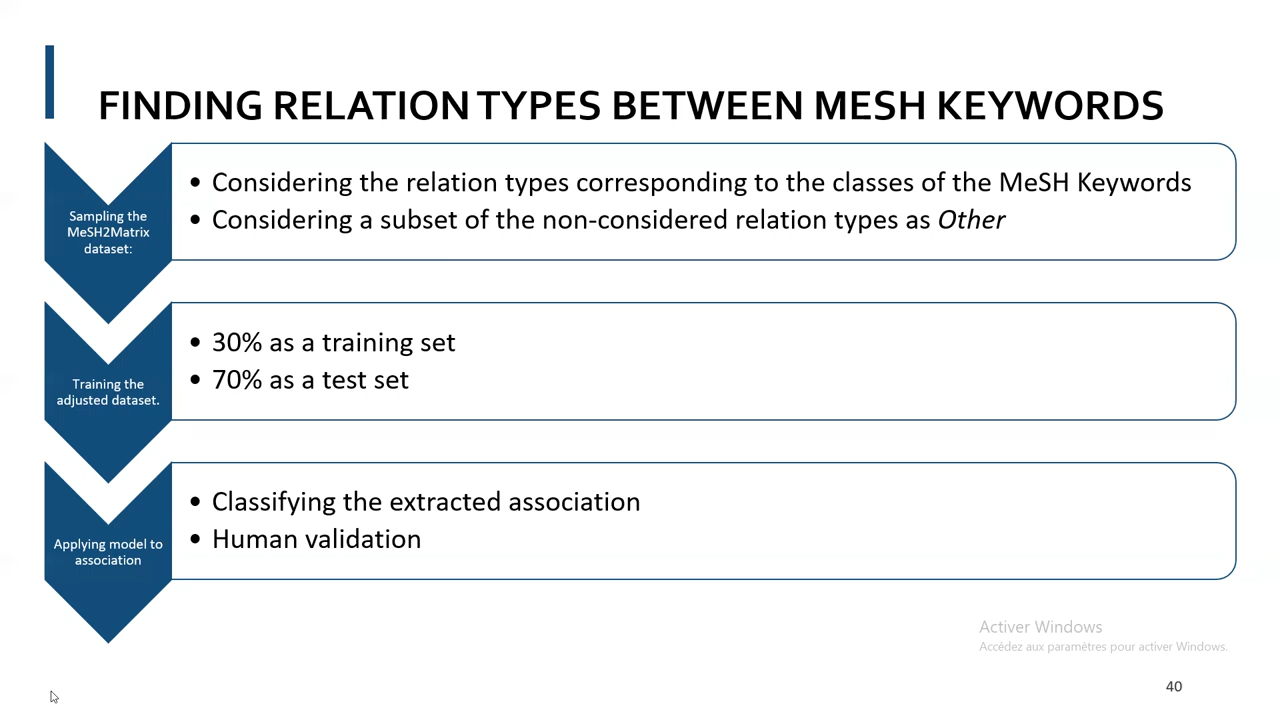 FINDING RELATION TYPES BETWEEN MESH KEYWORDS
Sampling the
MeSH2Matrix
dataset:
• Considering the relation types corresponding to the classes of the MeSH Keywords
• Considering a subset of the non-considered relation types as Other
Training the
adjusted dataset.
• 30% as a training set
• 70% as a test set
Applying model to
association
• Classifying the extracted association
• Human validation
Activer Windows
Accédez aux paramètres pour activer Windows.
40